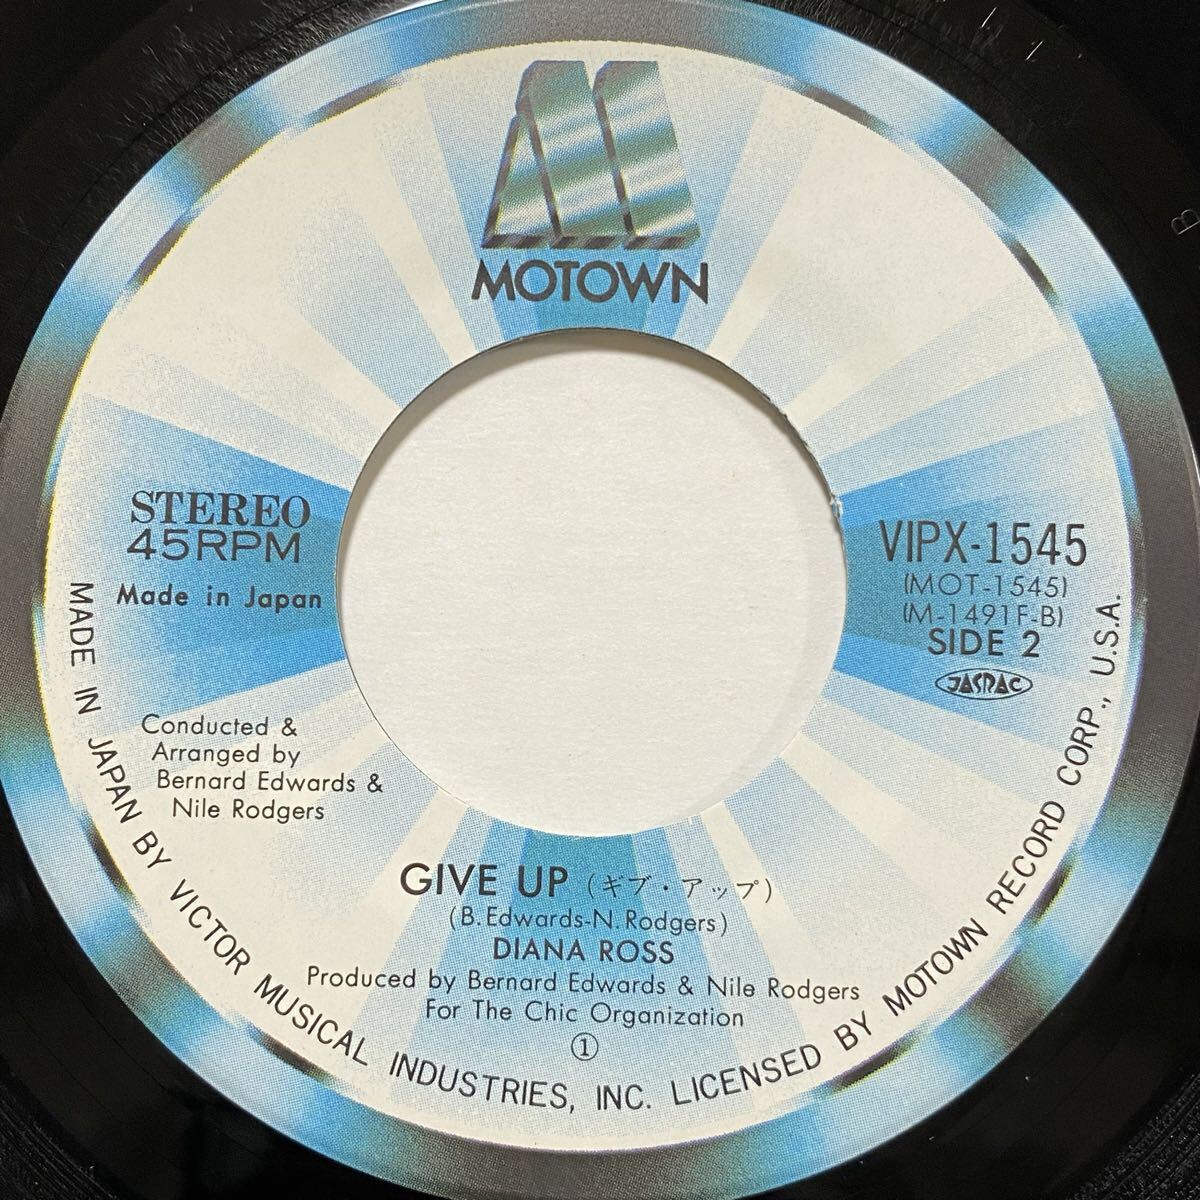 MOTOWN
STEREO
45RPM
Made in Japan
VIPX-1545
(MOT-1545)
(M-1491F-B)
SIDE 2
JASRAC
Conducted &
Arranged by
Bernard Edwards &
Nile Rodgers
GIVE UP (ギブ・アップ)
(B. Edwards-N. Rodgers)
DIANA ROSS
Produced by Bernard Edwards & Nile Rodgers
For The Chic Organization
①
MADE IN JAPAN BY VICTOR MUSICAL INDUSTRIES, INC. LICENSED BY MOTOWN RECORD CORP., U.S.A.
B